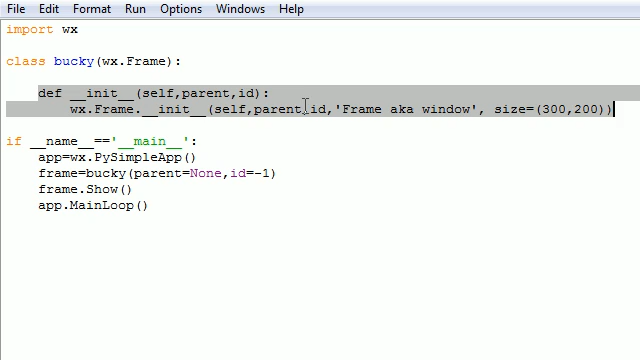 File Edit Format Run Options Windows Help
import wx
class bucky(wx.Frame):
def __init__(self,parent,id):
wx.Frame.__init__(self,parent,id,'Frame aka window', size=(300,200))
if __name__=='__main__':
app=wx.PySimpleApp()
frame=bucky(parent=None,id=-1)
frame.Show()
app.MainLoop()